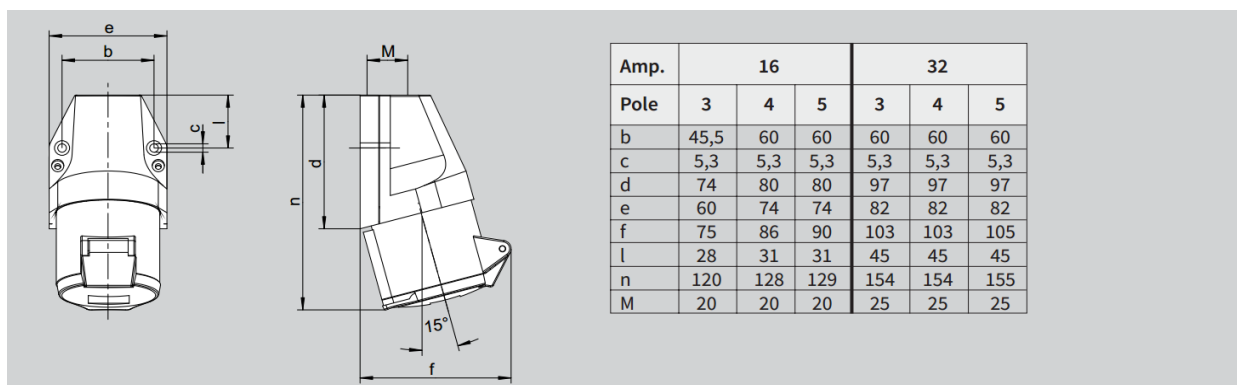 e
b
c
l
M
n
d
15°
f
Amp. 16 32
Pole 3 4 5 3 4 5
b 45,5 60 60 60 60 60
c 5,3 5,3 5,3 5,3 5,3 5,3
d 74 80 80 97 97 97
e 60 74 74 82 82 82
f 75 86 90 103 103 105
l 28 31 31 45 45 45
n 120 128 129 154 154 155
M 20 20 20 25 25 25